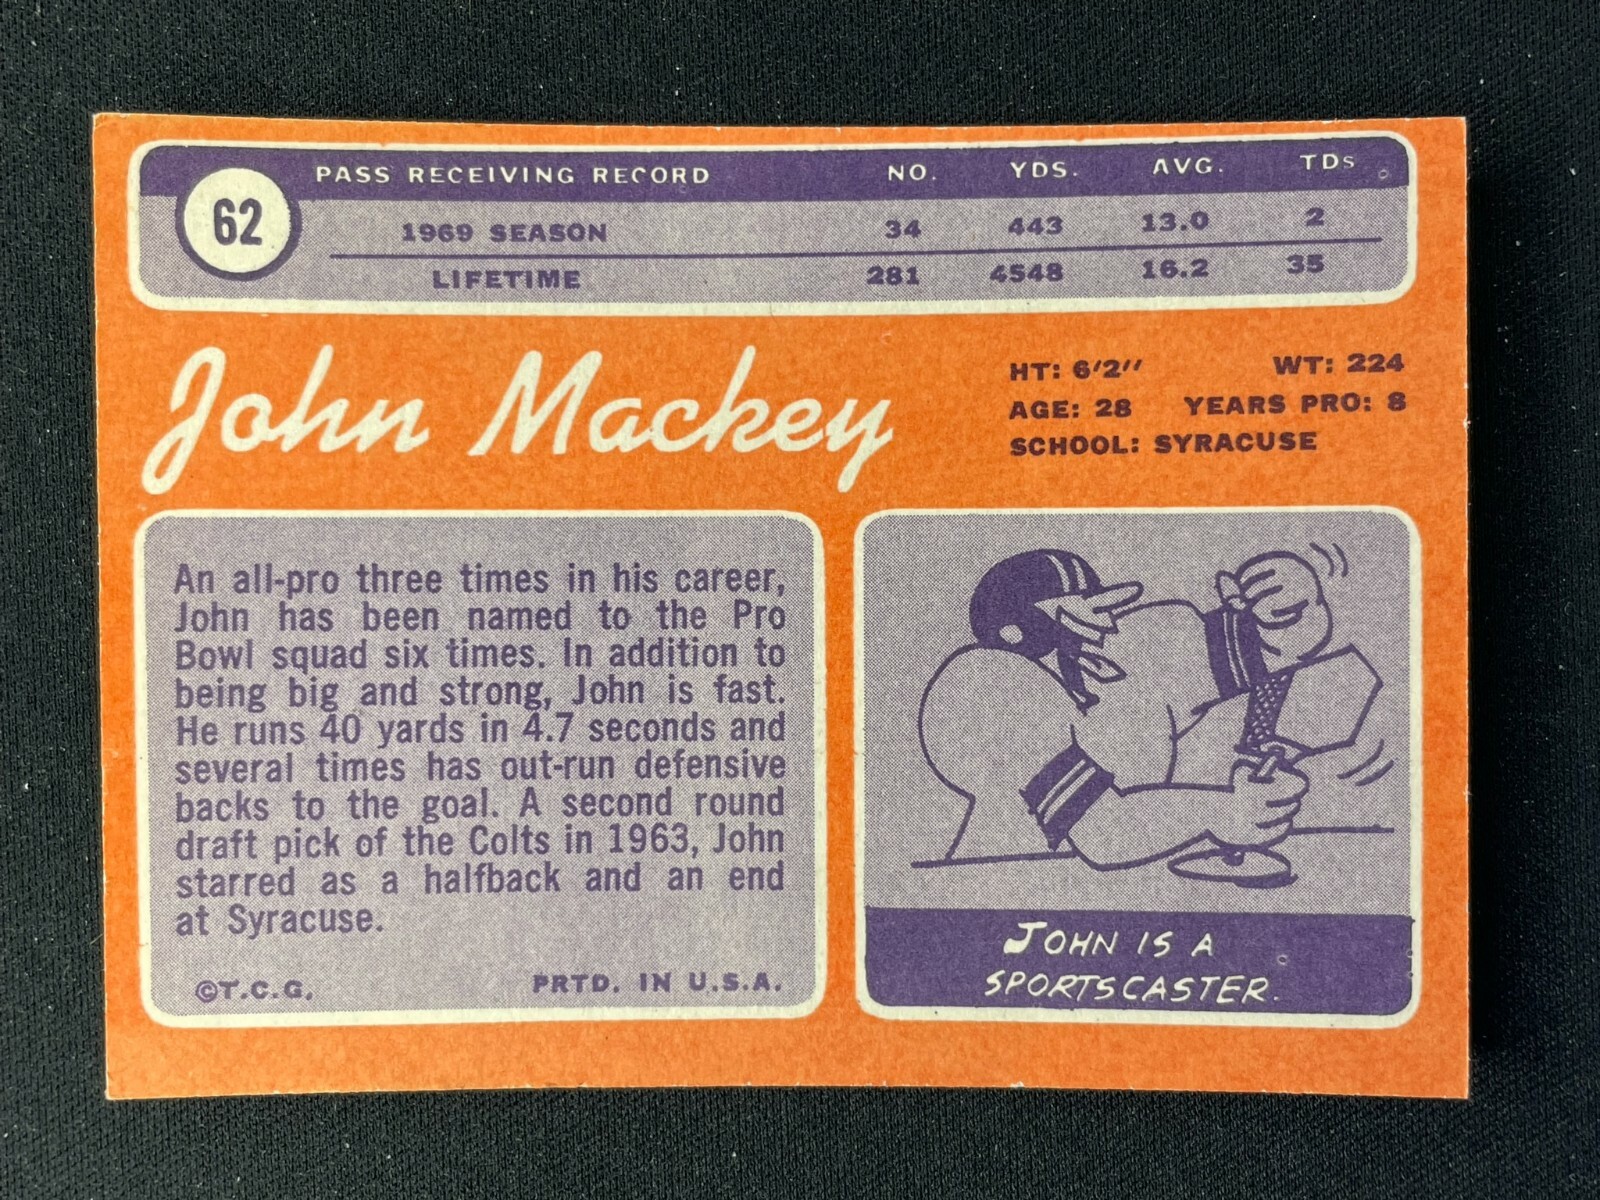 62
PASS RECEIVING RECORD NO. YDS. AVG. TDs
1969 SEASON 34 443 13.0 2
LIFETIME 281 4548 16.2 35
John Mackey
HT: 6'2" WT: 224
AGE: 28 YEARS PRO: 8
SCHOOL: SYRACUSE
An all-pro three times in his career,
John has been named to the Pro
Bowl squad six times. In addition to
being big and strong, John is fast.
He runs 40 yards in 4.7 seconds and
several times has out-run defensive
backs to the goal. A second round
draft pick of the Colts in 1963, John
starred as a halfback and an end
at Syracuse.
©T.C.G. PRTD. IN U.S.A.
JOHN IS A
SPORTSCASTER.